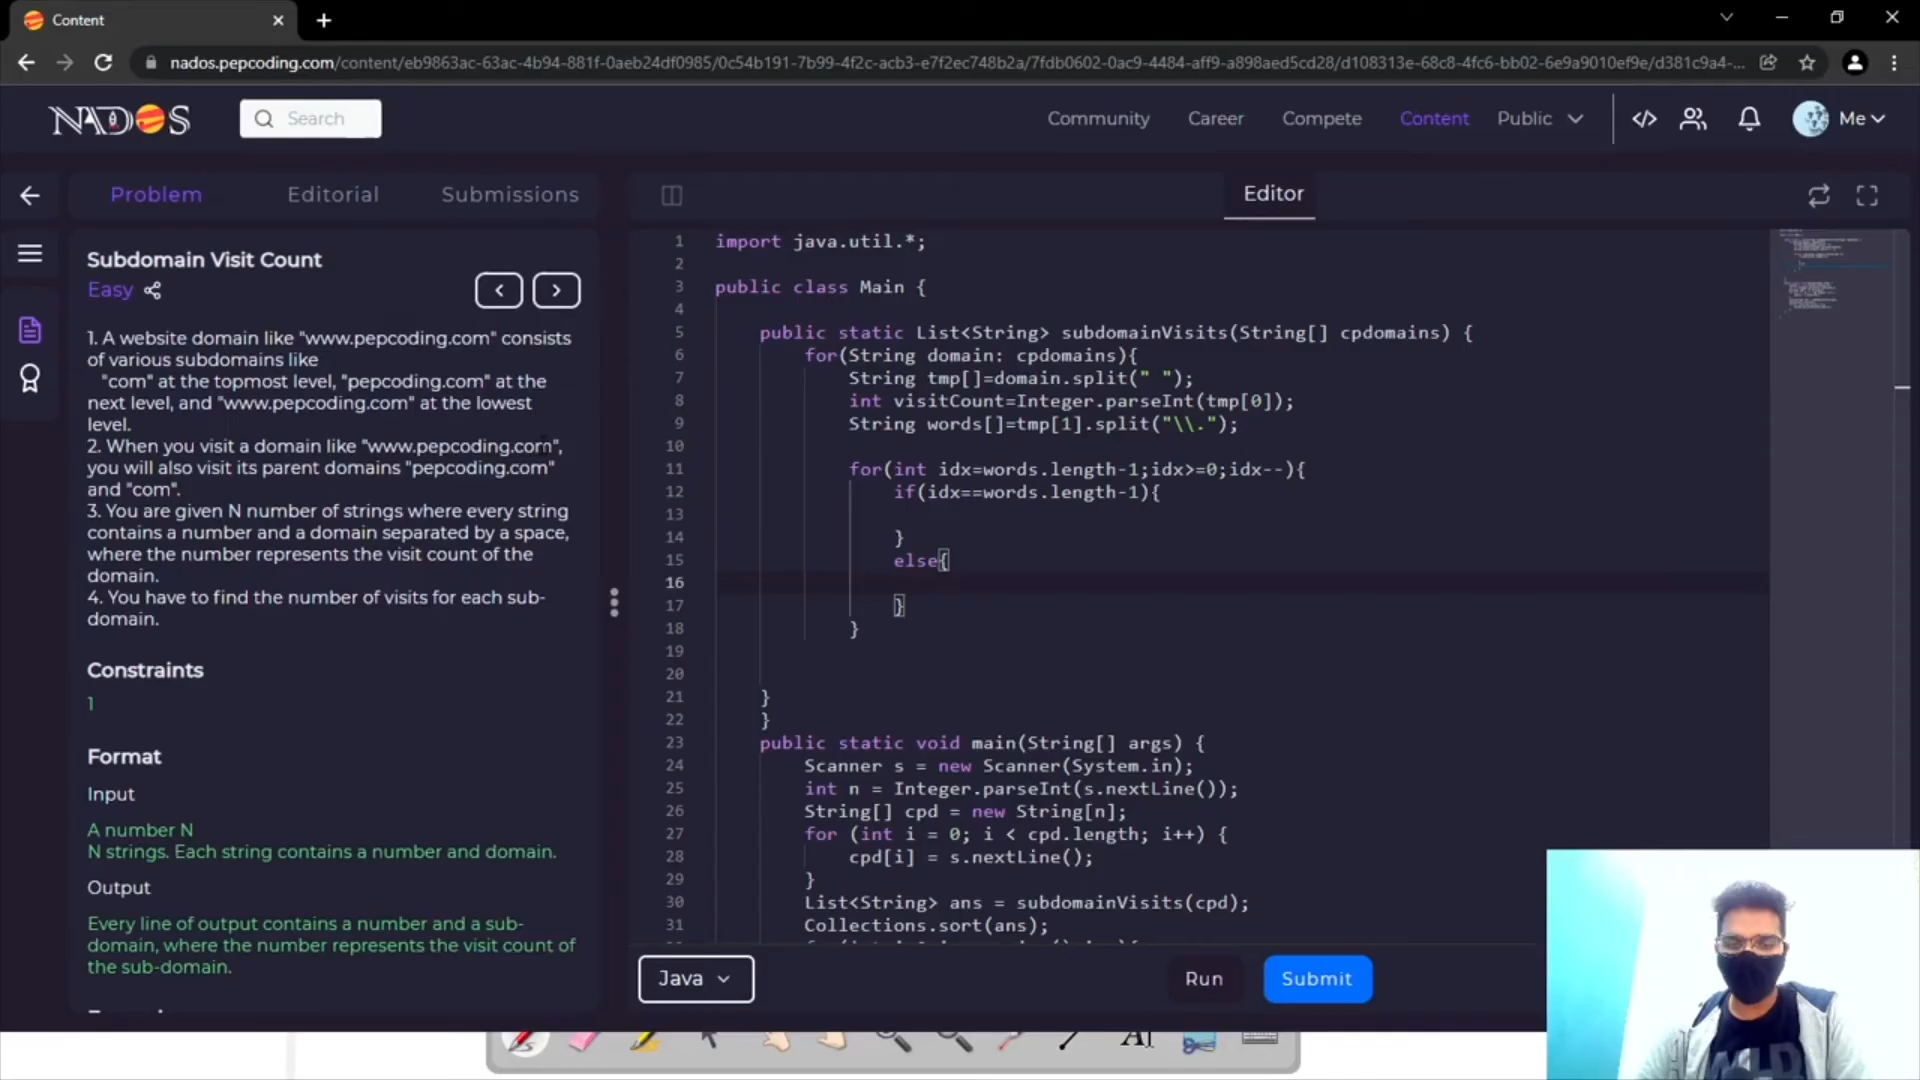 Content
nados.pepcoding.com/content/eb9863ac-63ac-4b94-881f-0aeb24df0985/0c54b191-7b99-4f2c-acb3-e7f2ec748b2a/7fdb0602-0ac9-4484-aff9-a898aed5cd28/d108313e-68c8-4fc6-bb02-6e9a9010ef9e/d381c9a4-...
NADOS
Search
Community
Career
Compete
Content
Public
Me
Problem
Editorial
Submissions
Editor
Subdomain Visit Count
Easy
1. A website domain like "www.pepcoding.com" consists
of various subdomains like
"com" at the topmost level, "pepcoding.com" at the
next level, and "www.pepcoding.com" at the lowest
level.
2. When you visit a domain like "www.pepcoding.com",
you will also visit its parent domains "pepcoding.com"
and "com".
3. You are given N number of strings where every string
contains a number and a domain separated by a space,
where the number represents the visit count of the
domain.
4. You have to find the number of visits for each sub-
domain.
Constraints
1
Format
Input
A number N
N strings. Each string contains a number and domain.
Output
Every line of output contains a number and a sub-
domain, where the number represents the visit count of
the sub-domain.
1 import java.util.*;
2
3 public class Main {
4
5 public static List<String> subdomainVisits(String[] cpdomains) {
6 for(String domain: cpdomains){
7 String tmp[]=domain.split(" ");
8 int visitCount=Integer.parseInt(tmp[0]);
9 String words[]=tmp[1].split("\\.");
10
11 for(int idx=words.length-1;idx>=0;idx--){
12 if(idx==words.length-1){
13
14 }
15 else{
16
17 }
18 }
19
20
21 }
22 }
23 public static void main(String[] args) {
24 Scanner s = new Scanner(System.in);
25 int n = Integer.parseInt(s.nextLine());
26 String[] cpd = new String[n];
27 for (int i = 0; i < cpd.length; i++) {
28 cpd[i] = s.nextLine();
29 }
30 List<String> ans = subdomainVisits(cpd);
31 Collections.sort(ans);
Java
Run
Submit